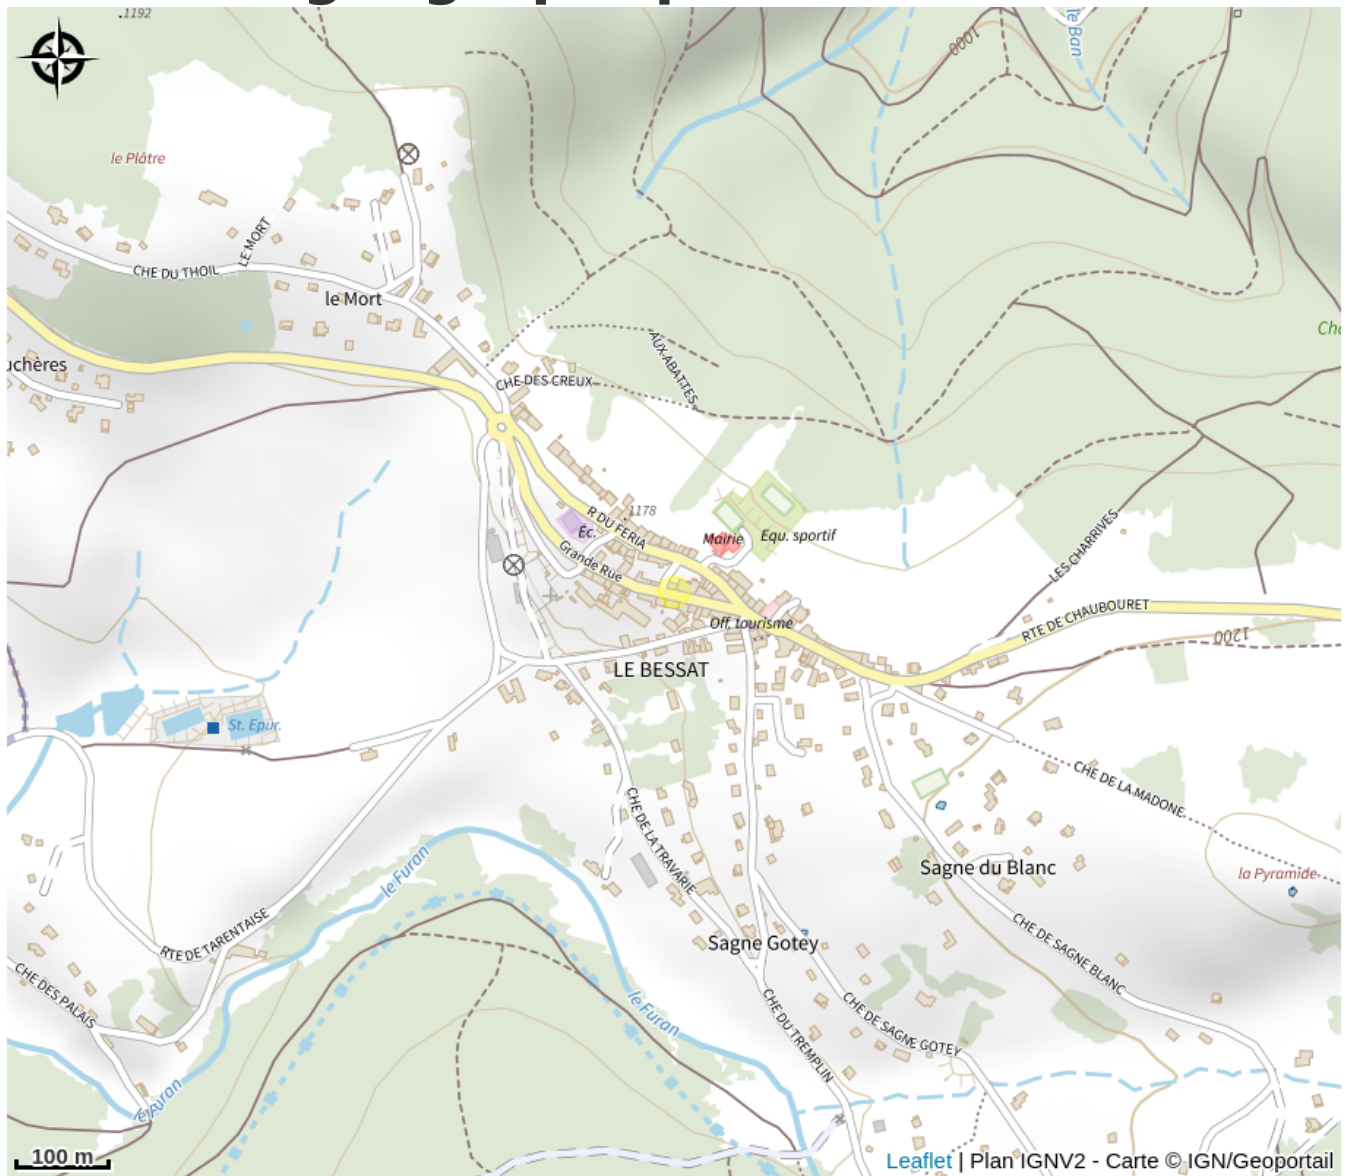 1192
le Ban
1000
le Plâtre
LE MORT
CHE DU THOIL
le Mort
uchères
CHE DES CREUX
AUX ABATTES
Cha
1178
R DU FERIA
Éc.
Mairie
Equ. sportif
Grande Rue
LES CHARRIVES
Off. tourisme
RTE DE CHAUBOURET
1200
LE BESSAT
St. Epur.
CHE DE LA MADONE
CHE DE LA TRAVARIE
le Furan
Sagne du Blanc
la Pyramide
RTE DE TARENTAISE
Sagne Gotey
CHE DE SAGNE BLANC
CHE DES PALAIS
le Furan
CHE DU TREMPLIN
CHE DE SAGNE GOTEY
le Furan
100 m
Leaflet | Plan IGNV2 - Carte © IGN/Geoportail